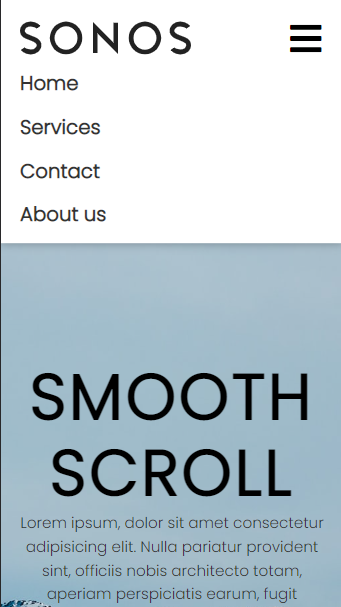 SONOS
Home
Services
Contact
About us
SMOOTH
SCROLL
Lorem ipsum, dolor sit amet consectetur
adipisicing elit. Nulla pariatur provident
sint, officiis nobis architecto totam,
aperiam perspiciatis earum, fugit